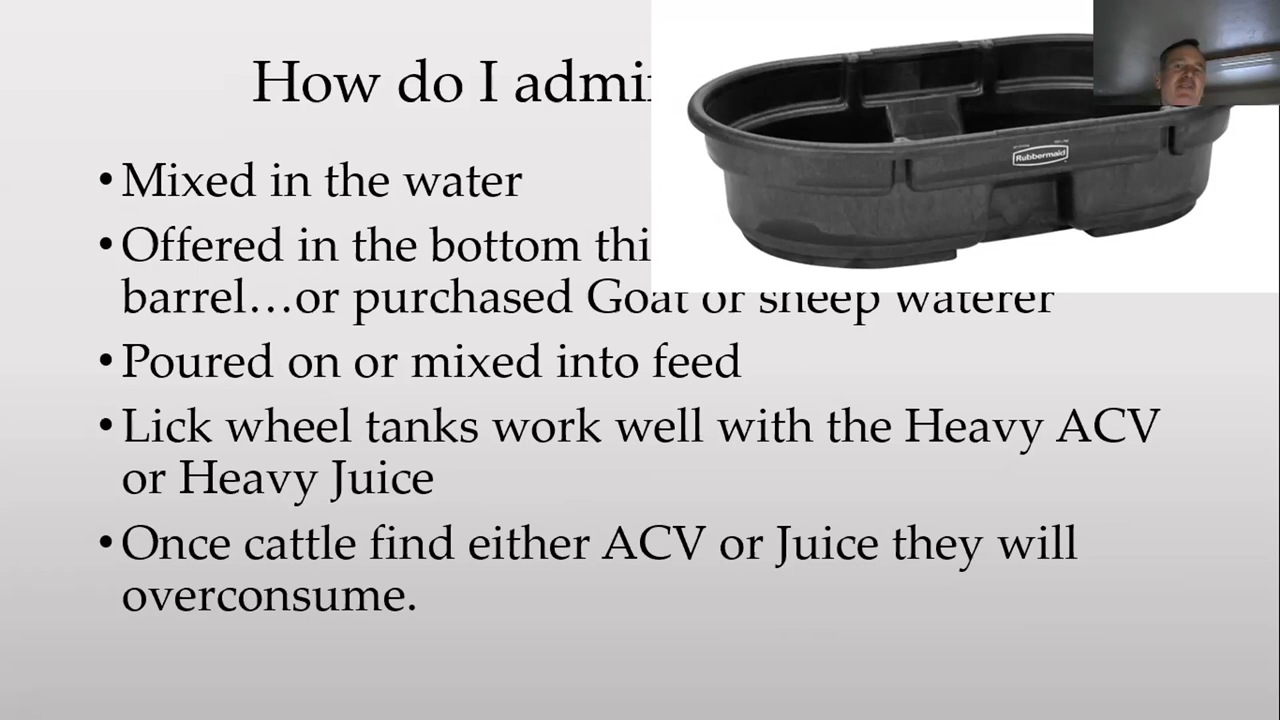 How do I admi
• Mixed in the water
• Offered in the bottom thi
barrel…or purchased Goat or sheep waterer
• Poured on or mixed into feed
• Lick wheel tanks work well with the Heavy ACV
or Heavy Juice
• Once cattle find either ACV or Juice they will
overconsume.
Rubbermaid